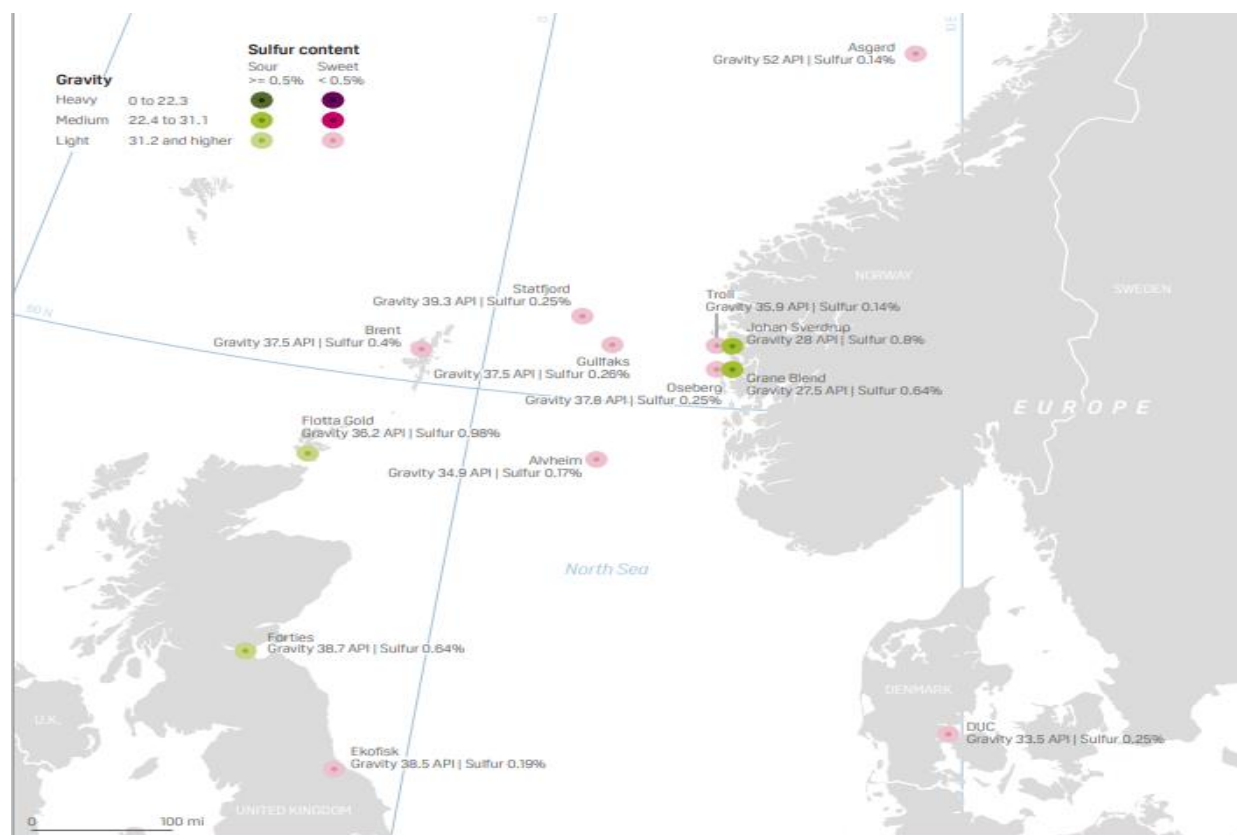 Sulfur content
Sour Sweet
>= 0.5% < 0.5%
Gravity
Heavy 0 to 22.3
Medium 22.4 to 31.1
Light 31.2 and higher
Asgard
Gravity 52 API | Sulfur 0.14%
NORWAY
SWEDEN
Statfjord
Gravity 39.3 API | Sulfur 0.25%
Troll
Gravity 35.9 API | Sulfur 0.14%
60 N
Brent
Gravity 37.5 API | Sulfur 0.4%
Johan Sverdrup
Gravity 28 API | Sulfur 0.8%
Gullfaks
Gravity 37.5 API | Sulfur 0.26%
Grane Blend
Gravity 27.5 API | Sulfur 0.64%
Oseberg
Gravity 37.8 API | Sulfur 0.25%
EUROPE
Flotta Gold
Gravity 36.2 API | Sulfur 0.98%
Alvheim
Gravity 34.9 API | Sulfur 0.17%
North Sea
Forties
Gravity 38.7 API | Sulfur 0.64%
DENMARK
U.K.
DUC
Gravity 33.5 API | Sulfur 0.25%
Ekofisk
Gravity 38.5 API | Sulfur 0.19%
UNITED KINGDOM
0 100 mi